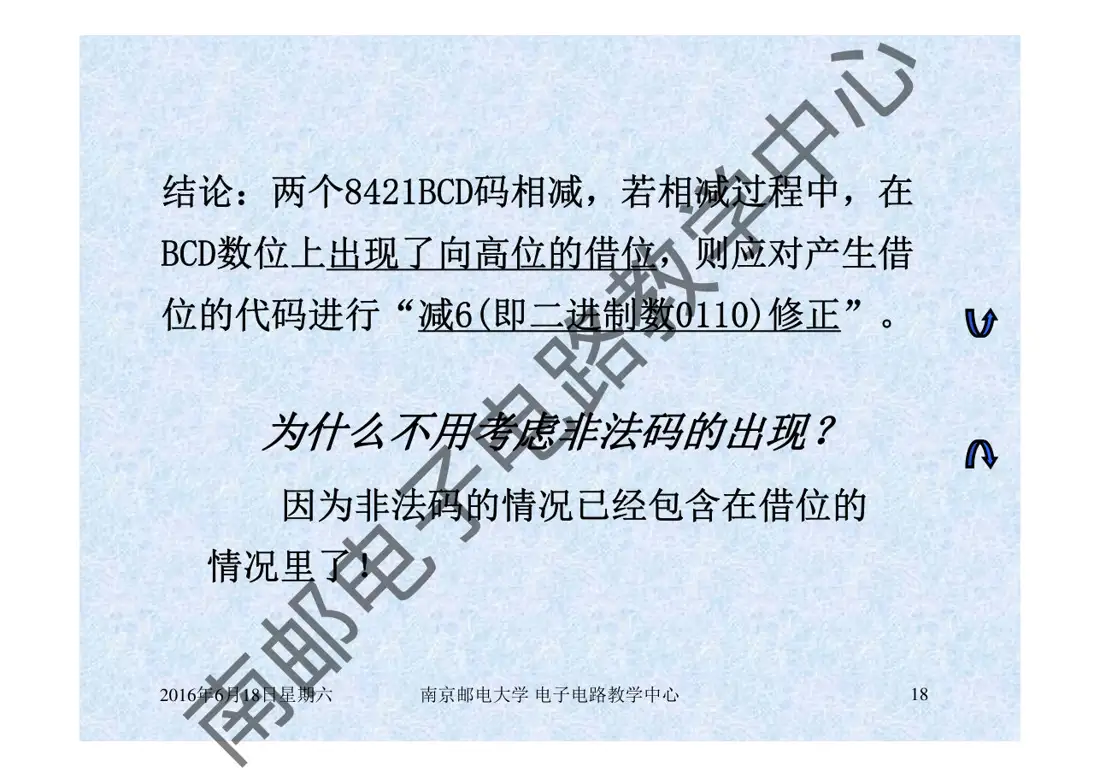 结论：两个8421BCD码相减，若相减过程中，在
BCD数位上出现了向高位的借位，则应对产生借
位的代码进行“减6(即二进制数0110)修正”。
为什么不用考虑非法码的出现？
因为非法码的情况已经包含在借位的
情况里了！
2016年6月18日星期六
南京邮电大学 电子电路教学中心
18
南邮电子电路教学中心